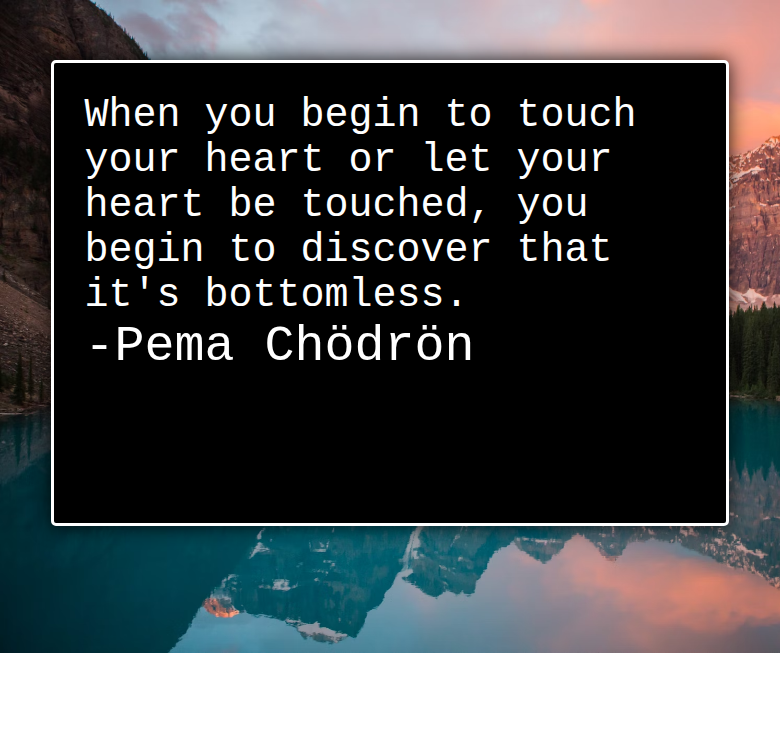 When you begin to touch
your heart or let your
heart be touched, you
begin to discover that
it's bottomless.
-Pema Chödrön